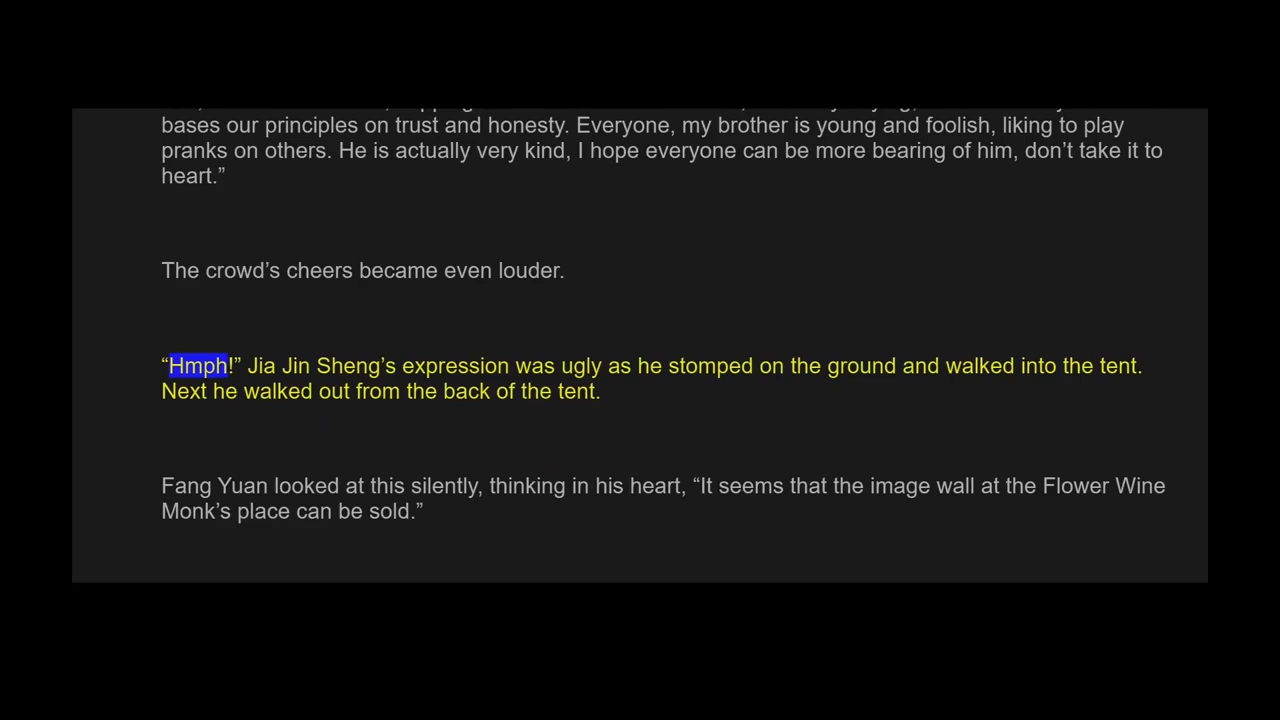 bases our principles on trust and honesty. Everyone, my brother is young and foolish, liking to play
pranks on others. He is actually very kind, I hope everyone can be more bearing of him, don’t take it to
heart.”
The crowd’s cheers became even louder.
“Hmph!” Jia Jin Sheng’s expression was ugly as he stomped on the ground and walked into the tent.
Next he walked out from the back of the tent.
Fang Yuan looked at this silently, thinking in his heart, “It seems that the image wall at the Flower Wine
Monk’s place can be sold.”